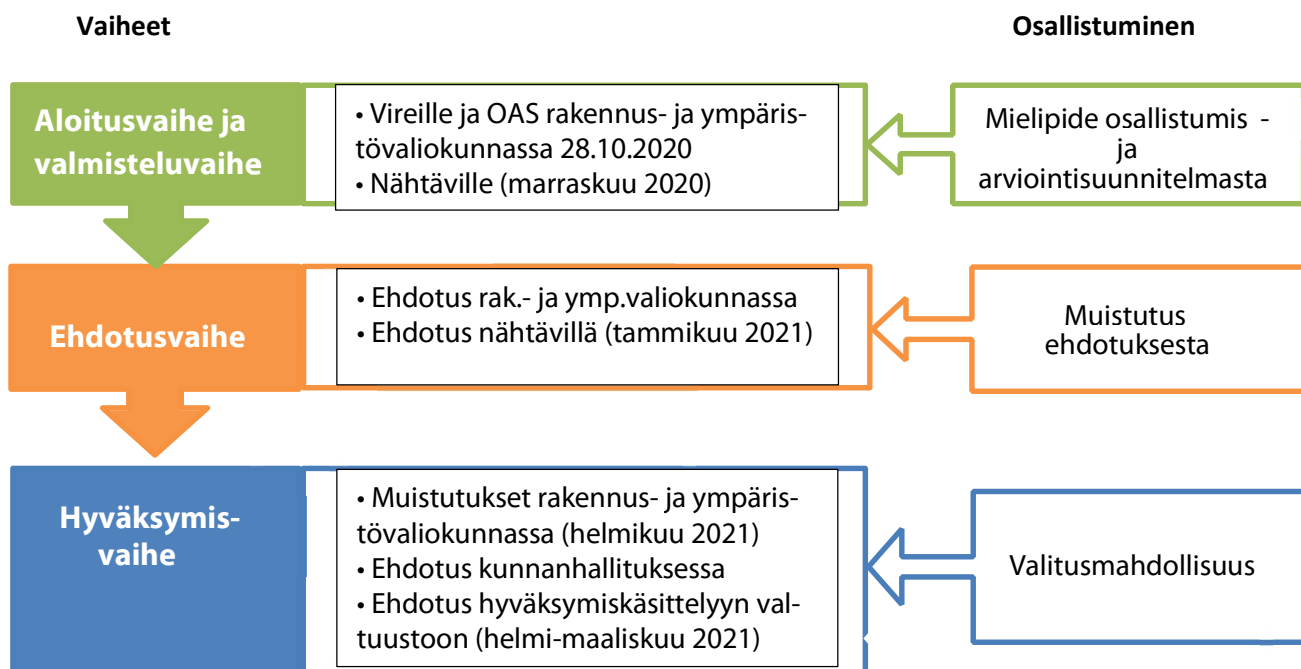 Vaiheet
Osallistuminen
Aloitusvaihe ja
valmisteluvaihe
• Vireille ja OAS rakennus- ja ympäris-
tövaliokunnassa 28.10.2020
• Nähtäville (marraskuu 2020)
Mielipide osallistumis -
ja
arviointisuunnitelmasta
Ehdotusvaihe
• Ehdotus rak.- ja ymp.valiokunnassa
• Ehdotus nähtävillä (tammikuu 2021)
Muistutus
ehdotuksesta
Hyväksymis-
vaihe
• Muistutukset rakennus- ja ympäris-
tövaliokunnassa (helmikuu 2021)
• Ehdotus kunnanhallituksessa
• Ehdotus hyväksymiskäsittelyyn val-
tuustoon (helmi-maaliskuu 2021)
Valitusmahdollisuus